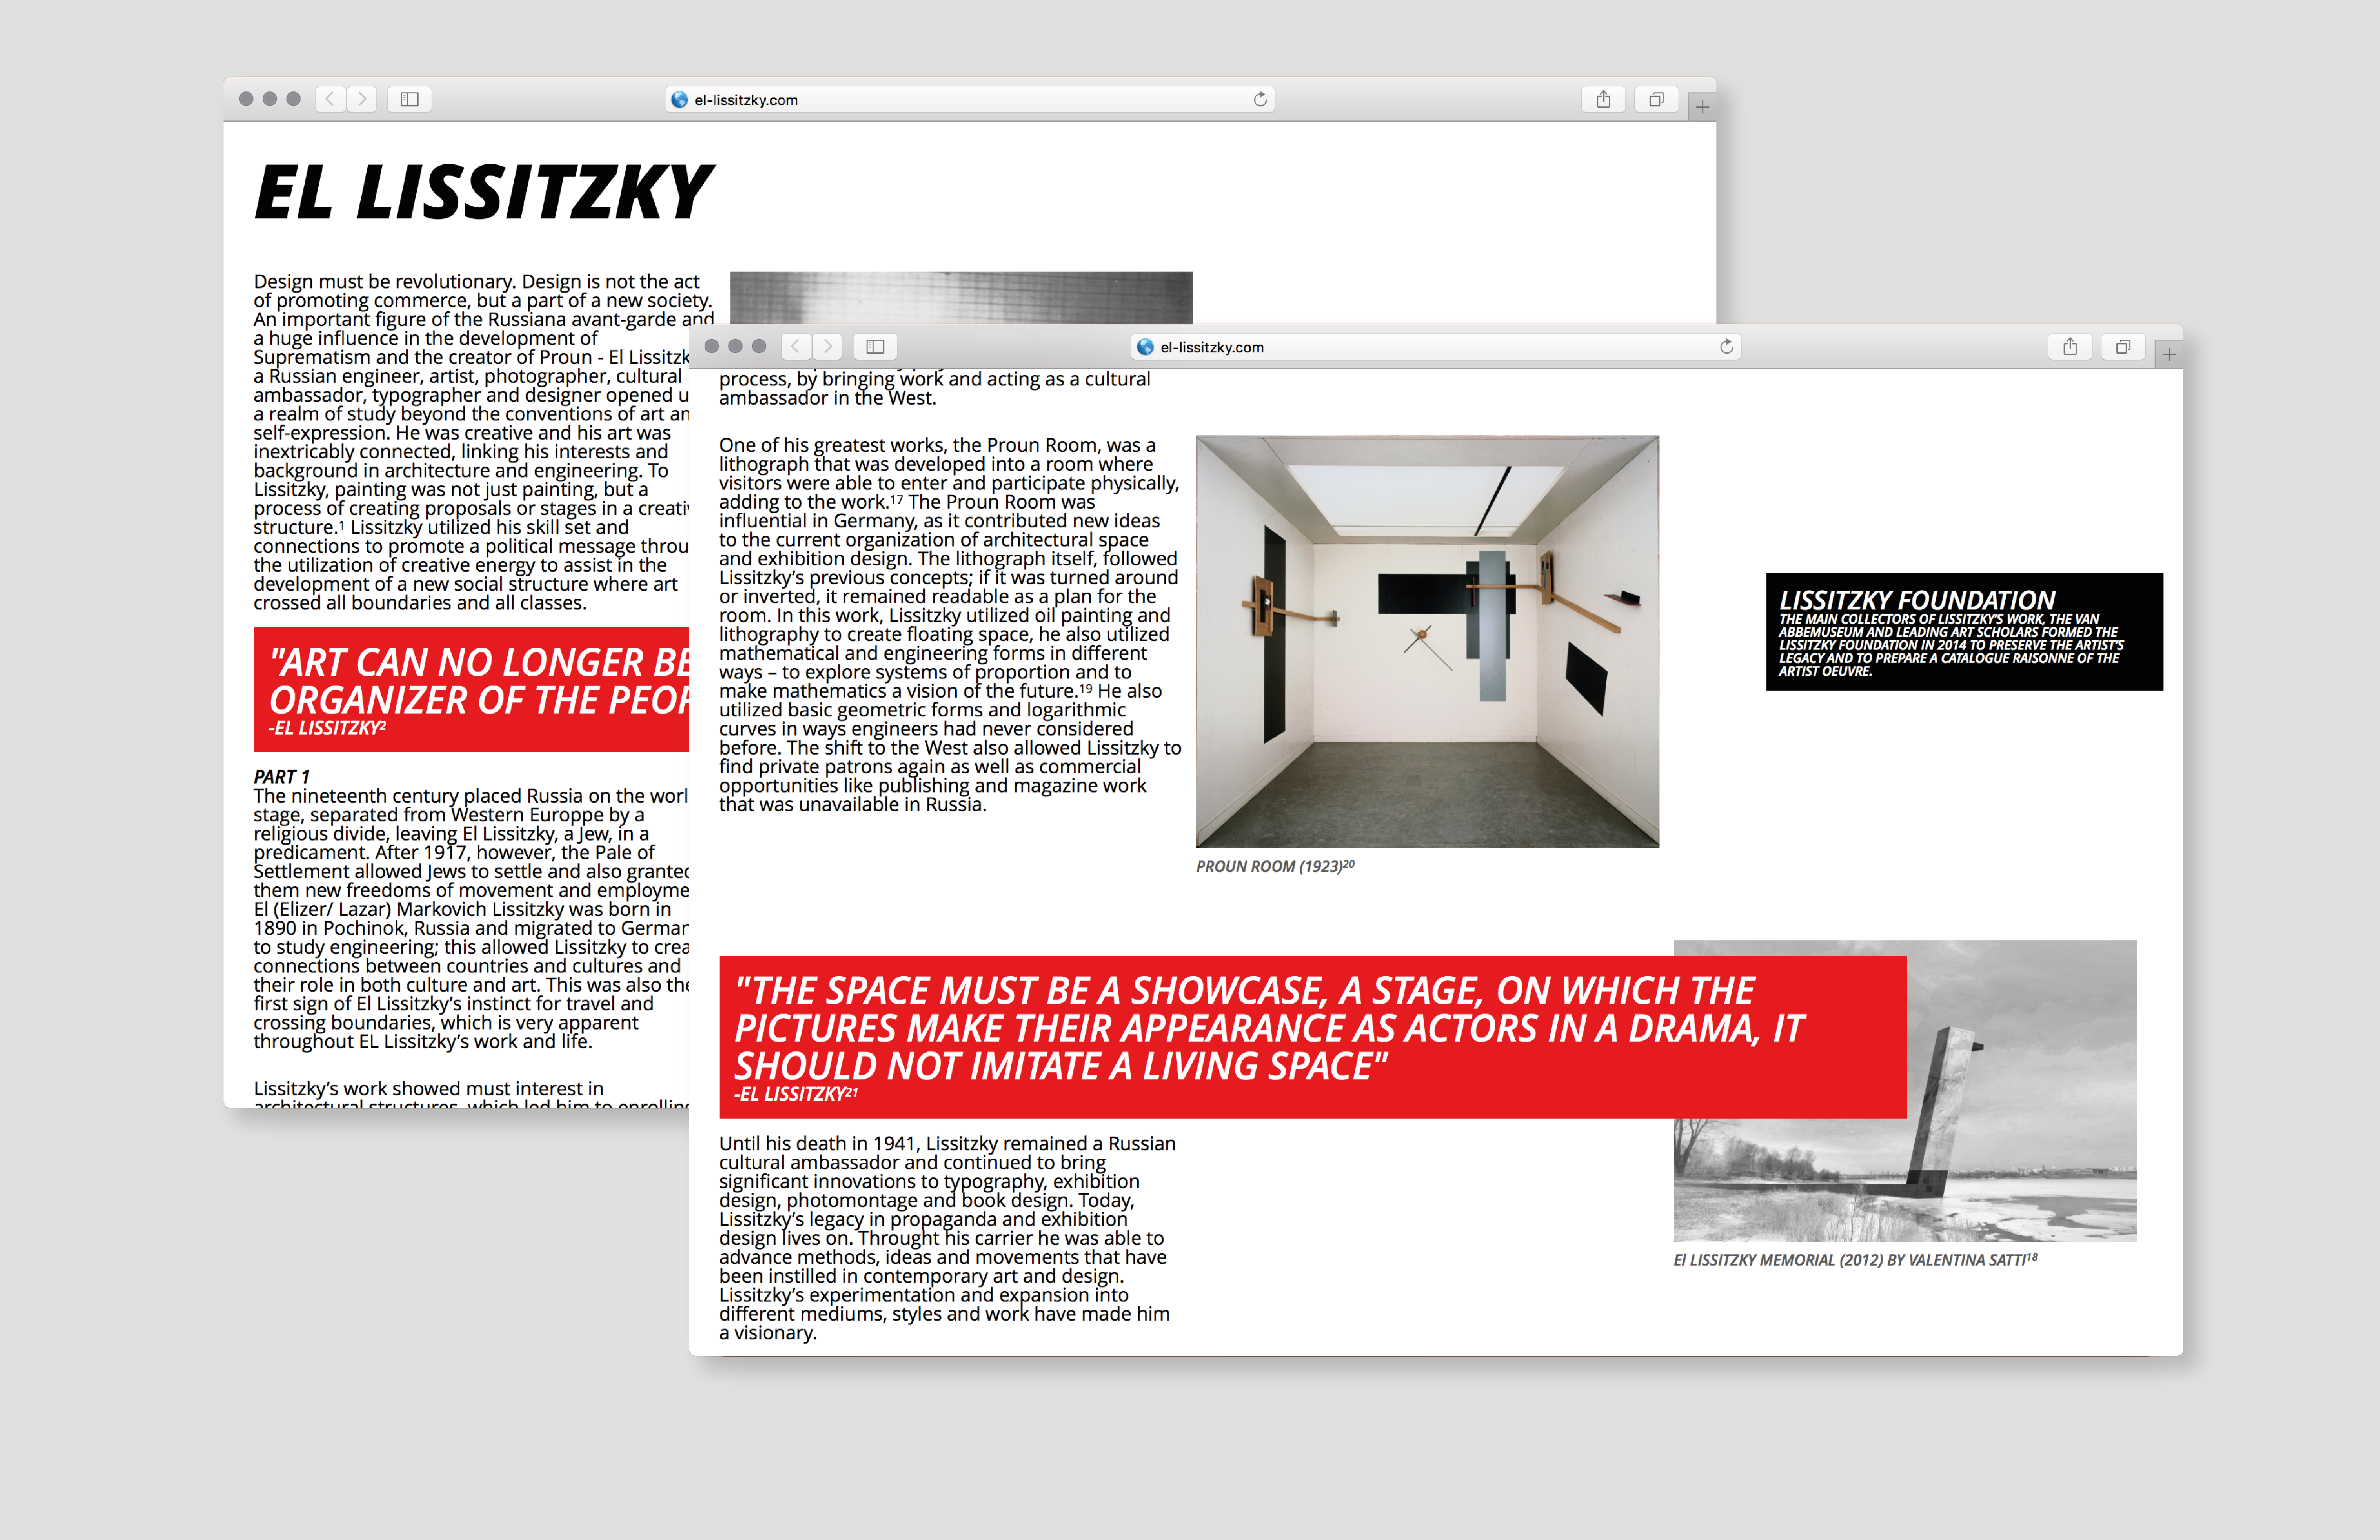 el-lissitzky.com
EL LISSITZKY
Design must be revolutionary. Design is not the act
of promoting commerce, but a part of a new society.
An important figure of the Russiana avant-garde and
a huge influence in the development of
Suprematism and the creator of Proun - El Lissitzk
a Russian engineer, artist, photographer, cultural
ambassador, typographer and designer opened u
a realm of study beyond the conventions of art an
self-expression. He was creative and his art was
inextricably connected, linking his interests and
background in architecture and engineering. To
Lissitzky, painting was not just painting, but a
process of creating proposals or stages in a creativ
structure.¹ Lissitzky utilized his skill set and
connections to promote a political message throu
the utilization of creative energy to assist in the
development of a new social structure where art
crossed all boundaries and all classes.
"ART CAN NO LONGER BE
ORGANIZER OF THE PEOP
-EL LISSITZKY²
PART 1
The nineteenth century placed Russia on the worl
stage, separated from Western Europpe by a
religious divide, leaving El Lissitzky, a Jew, in a
predicament. After 1917, however, the Pale of
Settlement allowed Jews to settle and also granted
them new freedoms of movement and employme
El (Elizer/ Lazar) Markovich Lissitzky was born in
1890 in Pochinok, Russia and migrated to German
to study engineering; this allowed Lissitzky to crea
connections between countries and cultures and
their role in both culture and art. This was also the
first sign of El Lissitzky's instinct for travel and
crossing boundaries, which is very apparent
throughout EL Lissitzky's work and life.
Lissitzky's work showed must interest in
architectural structures, which led him to enrolling
el-lissitzky.com
process, by bringing work and acting as a cultural
ambassador in the West.
One of his greatest works, the Proun Room, was a
lithograph that was developed into a room where
visitors were able to enter and participate physically,
adding to the work.¹⁷ The Proun Room was
influential in Germany, as it contributed new ideas
to the current organization of architectural space
and exhibition design. The lithograph itself, followed
Lissitzky's previous concepts; if it was turned around
or inverted, it remained readable as a plan for the
room. In this work, Lissitzky utilized oil painting and
lithography to create floating space, he also utilized
mathematical and engineering forms in different
ways – to explore systems of proportion and to
make mathematics a vision of the future.¹⁹ He also
utilized basic geometric forms and logarithmic
curves in ways engineers had never considered
before. The shift to the West also allowed Lissitzky to
find private patrons again as well as commercial
opportunities like publishing and magazine work
that was unavailable in Russia.
PROUN ROOM (1923)²⁰
LISSITZKY FOUNDATION
THE MAIN COLLECTORS OF LISSITZKY'S WORK, THE VAN
ABBEMUSEUM AND LEADING ART SCHOLARS FORMED THE
LISSITZKY FOUNDATION IN 2014 TO PRESERVE THE ARTIST'S
LEGACY AND TO PREPARE A CATALOGUE RAISONNE OF THE
ARTIST OEUVRE.
"THE SPACE MUST BE A SHOWCASE, A STAGE, ON WHICH THE
PICTURES MAKE THEIR APPEARANCE AS ACTORS IN A DRAMA, IT
SHOULD NOT IMITATE A LIVING SPACE"
-EL LISSITZKY²¹
Until his death in 1941, Lissitzky remained a Russian
cultural ambassador and continued to bring
significant innovations to typography, exhibition
design, photomontage and book design. Today,
Lissitzky's legacy in propaganda and exhibition
design lives on. Throught his carrier he was able to
advance methods, ideas and movements that have
been instilled in contemporary art and design.
Lissitzky's experimentation and expansion into
different mediums, styles and work have made him
a visionary.
El LISSITZKY MEMORIAL (2012) BY VALENTINA SATTI¹⁸